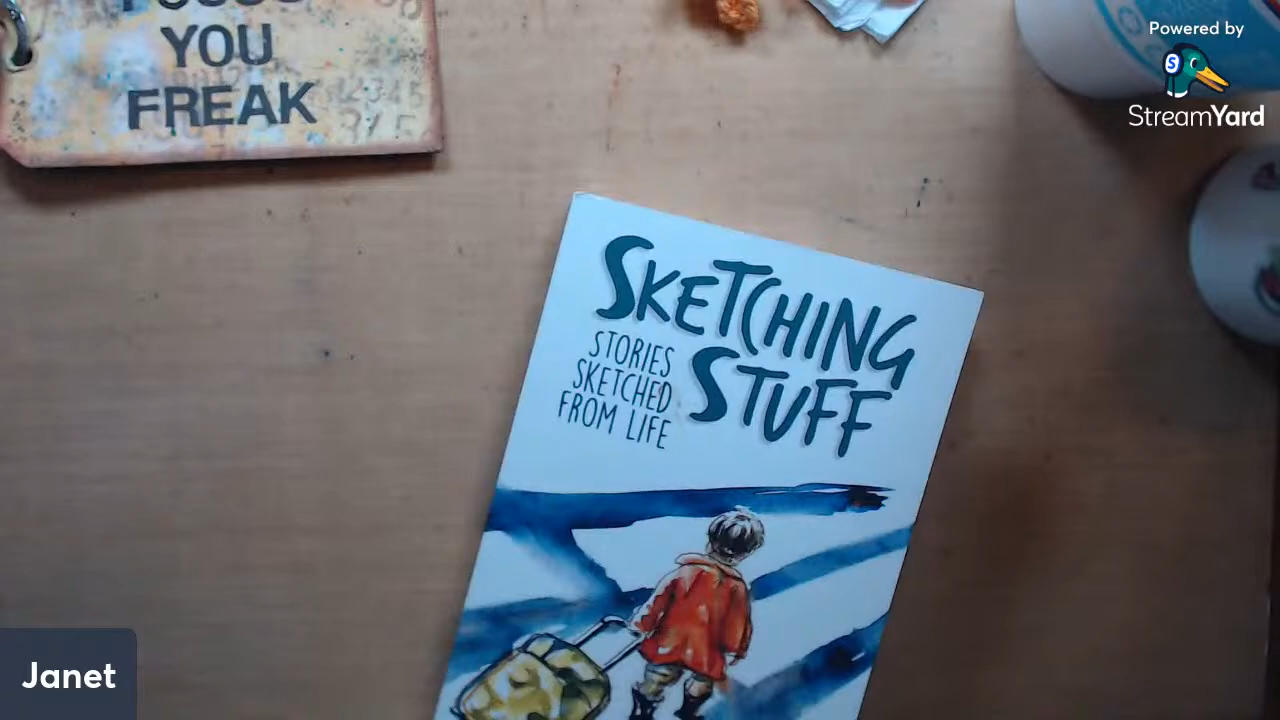 YOU
FREAK
Powered by
StreamYard
SKETCHING
STUFF
STORIES
SKETCHED
FROM LIFE
Janet